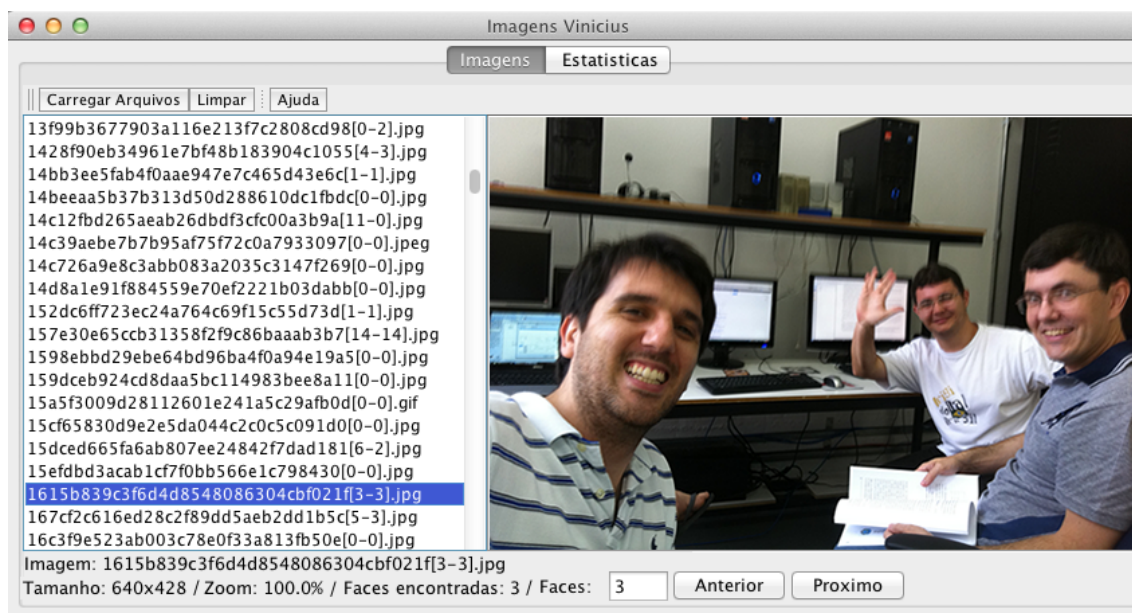 Imagens Vinicius
Imagens Estatisticas
Carregar Arquivos Limpar Ajuda
13f99b3677903a116e213f7c2808cd98[0-2].jpg
1428f90eb34961e7bf48b183904c1055[4-3].jpg
14bb3ee5fab4f0aae947e7c465d43e6c[1-1].jpg
14beeaa5b37b313d50d288610dc1fbdc[0-0].jpg
14c12fbd265aeab26dbdf3cfc00a3b9a[11-0].jpg
14c39aebe7b7b95af75f72c0a7933097[0-0].jpeg
14c726a9e8c3abb083a2035c3147f269[0-0].jpg
14d8a1e91f884559e70ef2221b03dabb[0-0].jpg
152dc6ff723ec24a764c69f15c55d73d[1-1].jpg
157e30e65ccb31358f2f9c86baaab3b7[14-14].jpg
1598ebbd29ebe64bd96ba4f0a94e19a5[0-0].jpg
159dceb924cd8daa5bc114983bee8a11[0-0].jpg
15a5f3009d28112601e241a5c29afb0d[0-0].gif
15cf65830d9e2e5da044c2c0c5c091d0[0-0].jpg
15dced665fa6ab807ee24842f7dad181[6-2].jpg
15efdbd3acab1cf7f0bb566e1c798430[0-0].jpg
1615b839c3f6d4d8548086304cbf021f[3-3].jpg
167cf2c616ed28c2f89dd5aeb2dd1b5c[5-3].jpg
16c3f9e523ab003c78e0f33a813fb50e[0-0].jpg
Imagem: 1615b839c3f6d4d8548086304cbf021f[3-3].jpg
Tamanho: 640x428 / Zoom: 100.0% / Faces encontradas: 3 / Faces: 3 Anterior Proximo